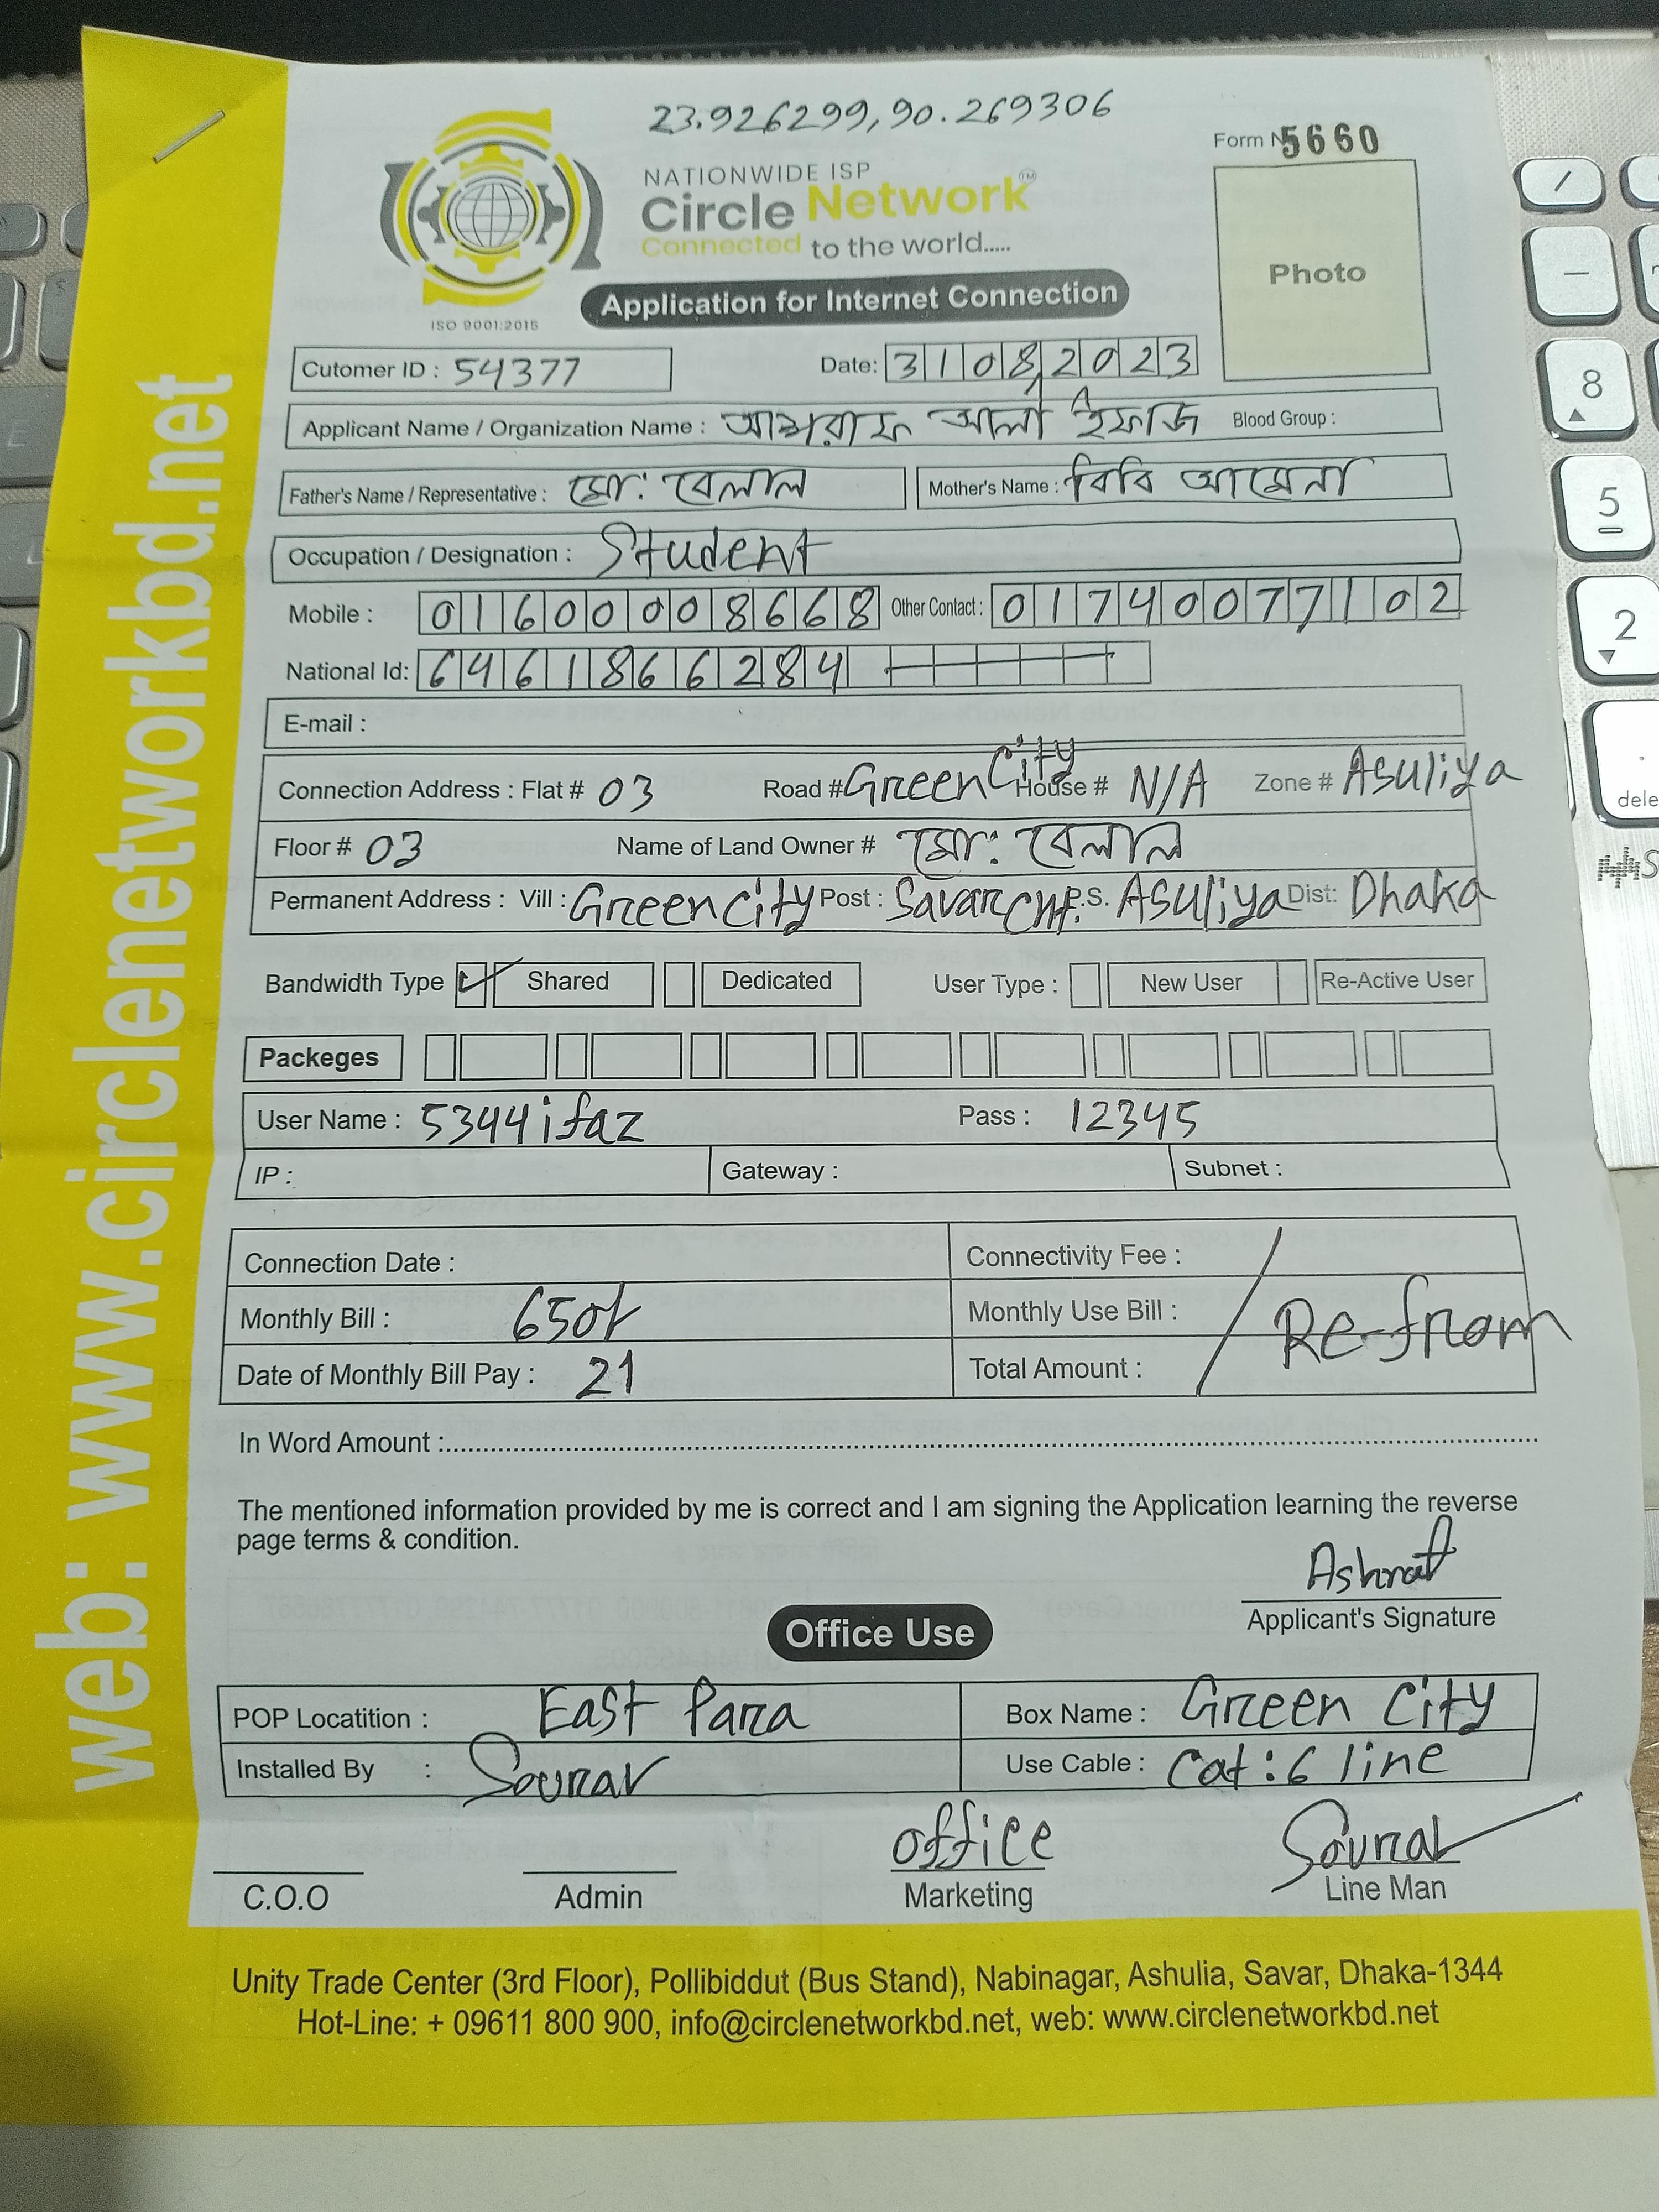 23.926299, 90.269306
Form N 5660
NATIONWIDE ISP
Circle Network™
Connected to the world.....
ISO 9001:2015
Application for Internet Connection
Photo
Cutomer ID : 54377 Date: 31 08 2023
Applicant Name / Organization Name : আশরাফ আলী ইফাজ Blood Group :
Father's Name / Representative : মো: বেলাল Mother's Name : বিবি আমেনা
Occupation / Designation : Student
Mobile : 01600008668 Other Contact : 01740077102
National Id: 6461866284
E-mail :
Connection Address : Flat # 03 Road # Green City House # N/A Zone # Asuliya
Floor # 03 Name of Land Owner # মো: বেলাল
Permanent Address : Vill : Green city Post : Savar Cnt P.S. Asuliya Dist: Dhaka
Bandwidth Type Shared Dedicated User Type : New User Re-Active User
Packeges
User Name : 5344ifaz Pass : 12345
IP : Gateway : Subnet :
Connection Date : Connectivity Fee :
Monthly Bill : 650/- Monthly Use Bill : Re-from
Date of Monthly Bill Pay : 21 Total Amount :
In Word Amount :
The mentioned information provided by me is correct and I am signing the Application learning the reverse
page terms & condition.
Ashraf
Applicant's Signature
Office Use
POP Locatition : East Para Box Name : Green City
Installed By : Sourav Use Cable : Cat:6 line
office Sourav
C.O.O Admin Marketing Line Man
Unity Trade Center (3rd Floor), Pollibiddut (Bus Stand), Nabinagar, Ashulia, Savar, Dhaka-1344
Hot-Line: + 09611 800 900, info@circlenetworkbd.net, web: www.circlenetworkbd.net
web: www.circlenetworkbd.net
/
-
8
5
2
.
dele